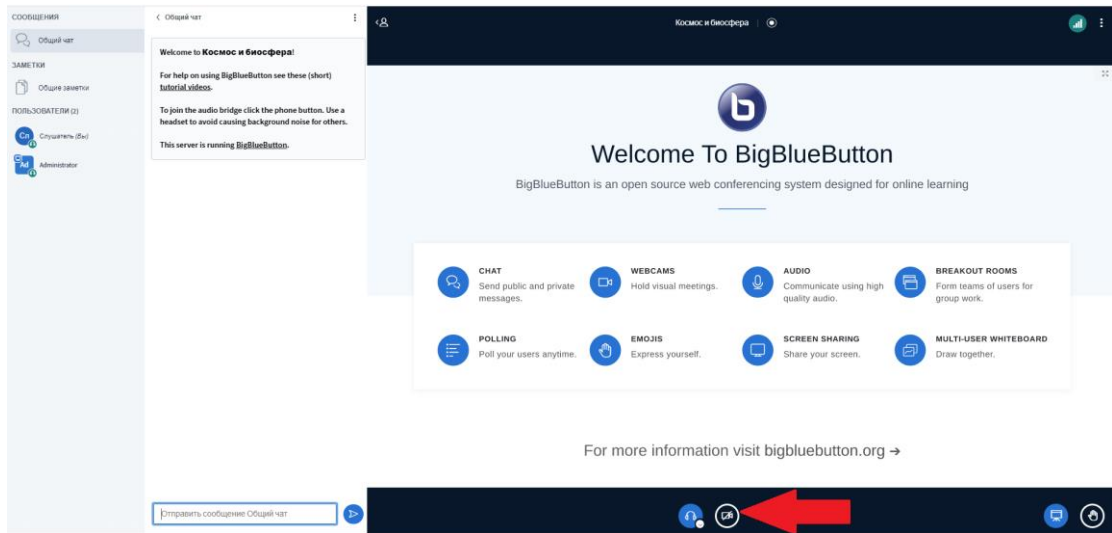 СООБЩЕНИЯ
Общий чат
ЗАМЕТКИ
Общие заметки
ПОЛЬЗОВАТЕЛИ (2)
Сл
Слушатель (Вы)
Ad
Administrator
Общий чат
Welcome to Космос и биосфера!
For help on using BigBlueButton see these (short)
tutorial videos.
To join the audio bridge click the phone button. Use a
headset to avoid causing background noise for others.
This server is running BigBlueButton.
Отправить сообщение Общий чат
Космос и биосфера
Welcome To BigBlueButton
BigBlueButton is an open source web conferencing system designed for online learning
CHAT
Send public and private
messages.
WEBCAMS
Hold visual meetings.
AUDIO
Communicate using high
quality audio.
BREAKOUT ROOMS
Form teams of users for
group work.
POLLING
Poll your users anytime.
EMOJIS
Express yourself.
SCREEN SHARING
Share your screen.
MULTI-USER WHITEBOARD
Draw together.
For more information visit bigbluebutton.org →